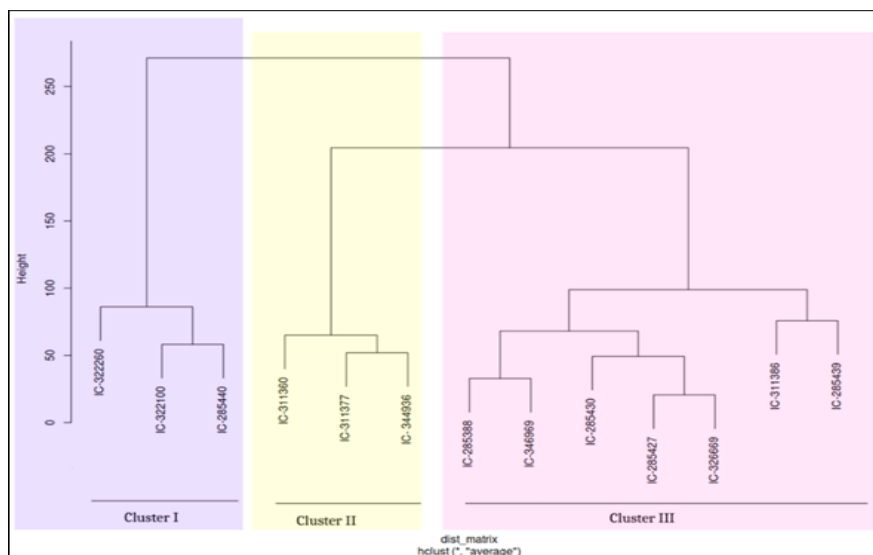 Height
250
200
150
100
50
0
IC-322260
IC-322100
IC-285440
IC-311360
IC-311377
IC- 344936
IC-285388
IC-346969
IC-285430
IC-285427
IC-326669
IC-311386
IC-285439
Cluster I
Cluster II
Cluster III
dist_matrix
hclust (*, "average")